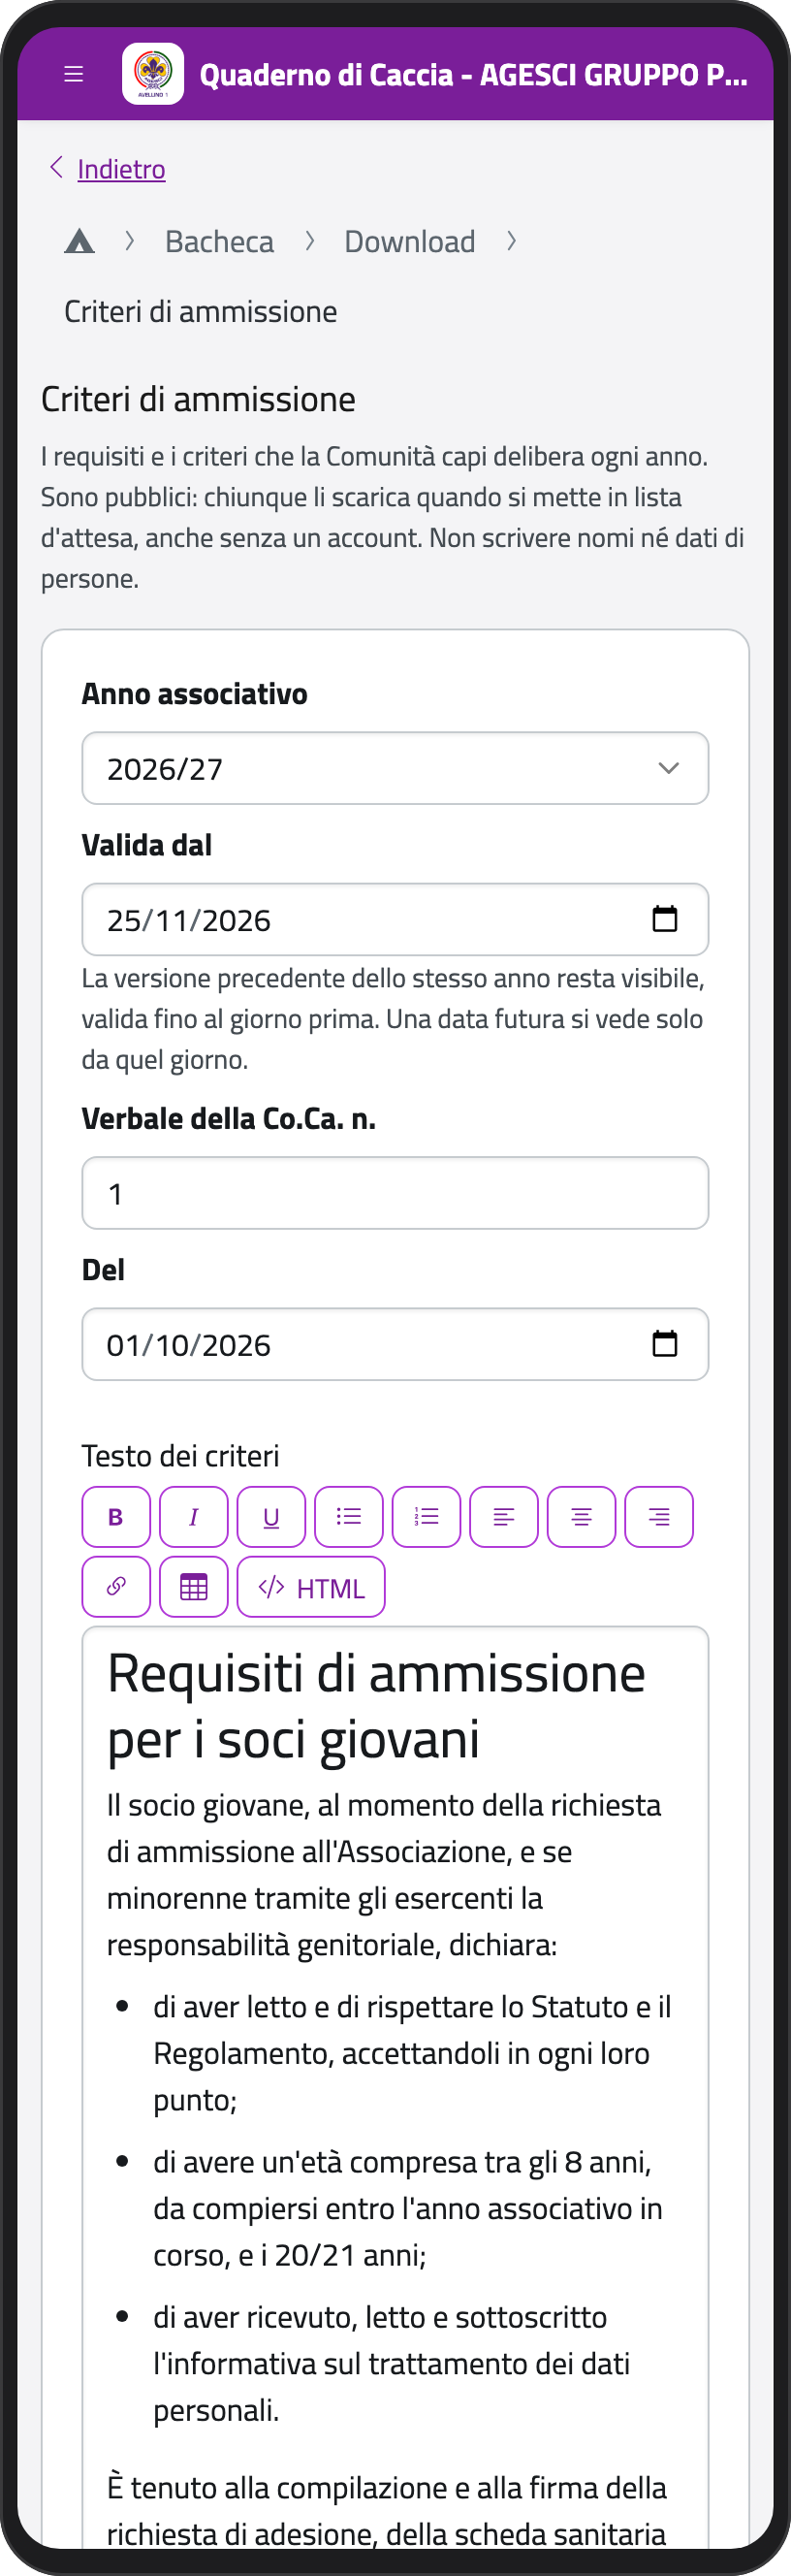 AVELLINO 1
Quaderno di Caccia - AGESCI GRUPPO P...
Indietro
Bacheca
Download
Criteri di ammissione
Criteri di ammissione
I requisiti e i criteri che la Comunità capi delibera ogni anno.
Sono pubblici: chiunque li scarica quando si mette in lista
d'attesa, anche senza un account. Non scrivere nomi né dati di
persone.
Anno associativo
2026/27
Valida dal
25/11/2026
La versione precedente dello stesso anno resta visibile,
valida fino al giorno prima. Una data futura si vede solo
da quel giorno.
Verbale della Co.Ca. n.
1
Del
01/10/2026
Testo dei criteri
B I U
</> HTML
Requisiti di ammissione
per i soci giovani
Il socio giovane, al momento della richiesta
di ammissione all'Associazione, e se
minorenne tramite gli esercenti la
responsabilità genitoriale, dichiara:
• di aver letto e di rispettare lo Statuto e il
Regolamento, accettandoli in ogni loro
punto;
• di avere un'età compresa tra gli 8 anni,
da compiersi entro l'anno associativo in
corso, e i 20/21 anni;
• di aver ricevuto, letto e sottoscritto
l'informativa sul trattamento dei dati
personali.
È tenuto alla compilazione e alla firma della
richiesta di adesione, della scheda sanitaria